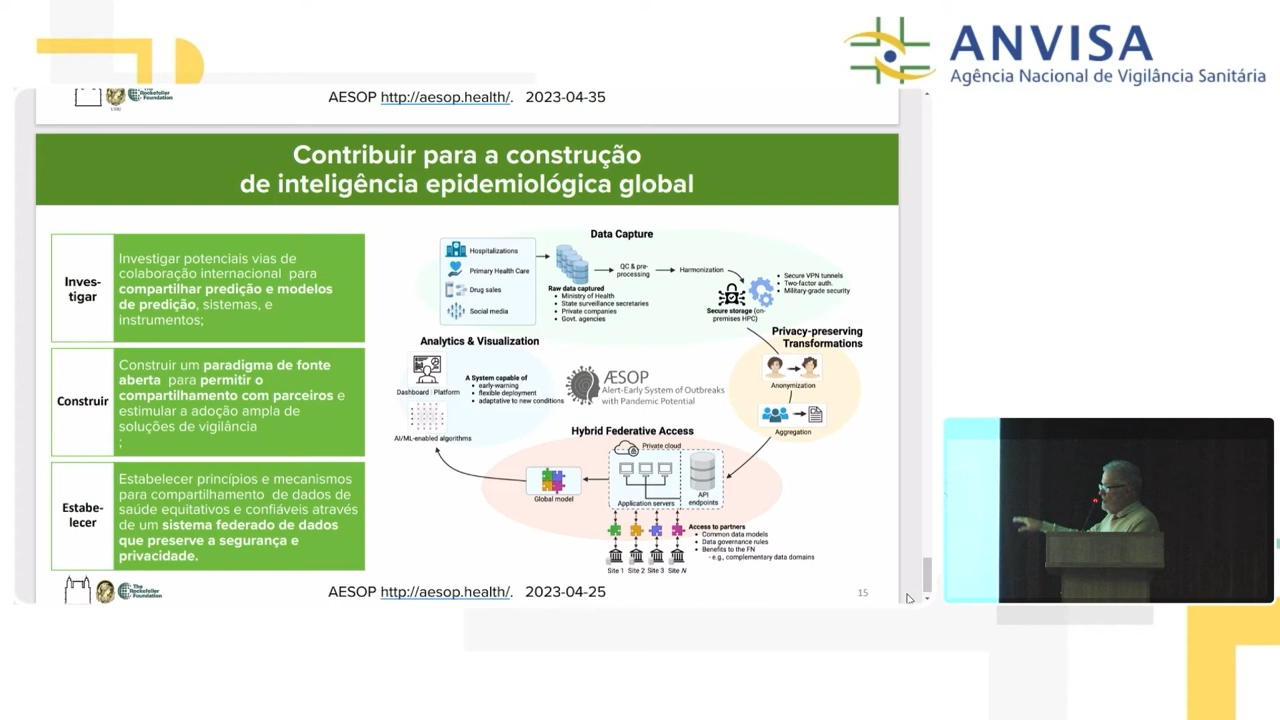 ANVISA
Agência Nacional de Vigilância Sanitária
The
Rockefeller
Foundation
AESOP http://aesop.health/. 2023-04-35
Contribuir para a construção
de inteligência epidemiológica global
Inves-
tigar
Investigar potenciais vias de
colaboração internacional para
compartilhar predição e modelos
de predição, sistemas, e
instrumentos;
Construir
Construir um paradigma de fonte
aberta para permitir o
compartilhamento com parceiros e
estimular a adoção ampla de
soluções de vigilância
;
Estabe-
lecer
Estabelecer princípios e mecanismos
para compartilhamento de dados de
saúde equitativos e confiáveis através
de um sistema federado de dados
que preserve a segurança e
privacidade.
Data Capture
Hospitalizations
Primary Health Care
Drug sales
Social media
Raw data captured
• Ministry of Health
• State surveillance secretaries
• Private companies
• Govt. agencies
QC & pre-
processing
Harmonization
Secure storage (on-
premises HPC)
• Secure VPN tunnels
• Two-factor auth.
• Military-grade security
Privacy-preserving
Transformations
Anonymization
Aggregation
Analytics & Visualization
Dashboard | Platform
AI/ML-enabled algorithms
A System capable of
• early-warning
• flexible deployment
• adaptative to new conditions
ÆSOP
Alert-Early System of Outbreaks
with Pandemic Potential
Hybrid Federative Access
Private cloud
Application servers
API
endpoints
Global model
Access to partners
• Common data models
• Data governance rules
• Benefits to the FN
- e.g., complementary data domains
Site 1 Site 2 Site 3 Site N
The
Rockefeller
Foundation
AESOP http://aesop.health/. 2023-04-25
15